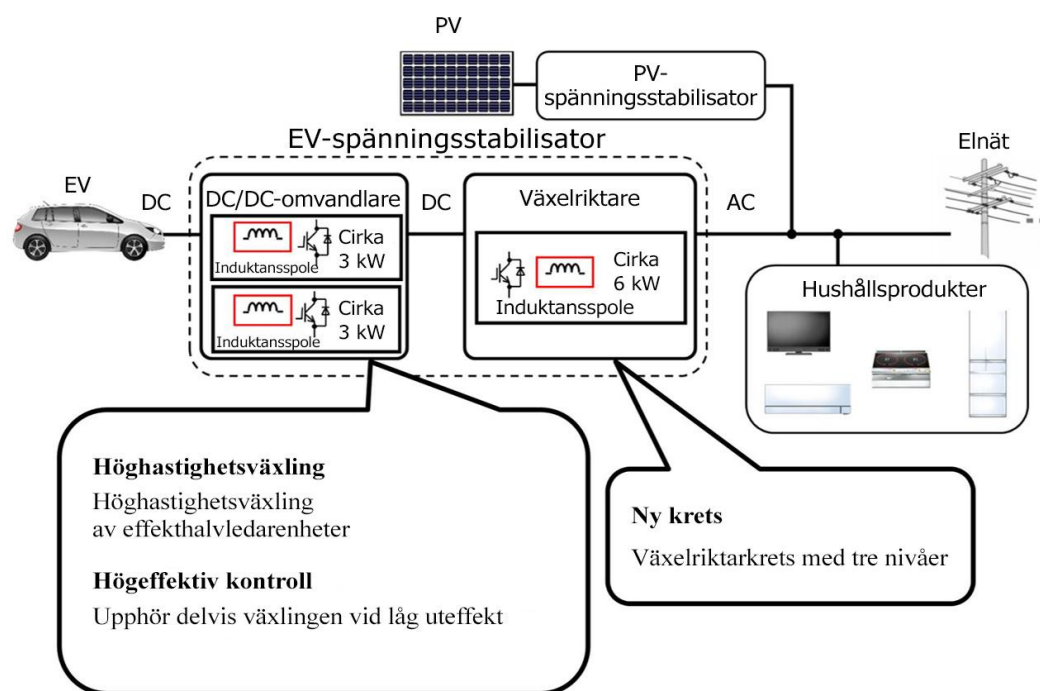 PV
PV-
spänningsstabilisator
EV-spänningsstabilisator
Elnät
EV
DC
DC/DC-omvandlare
DC
Växelriktare
AC
Cirka
3 kW
Induktansspole
Cirka
3 kW
Induktansspole
Cirka
6 kW
Induktansspole
Hushållsprodukter
Höghastighetsväxling
Höghastighetsväxling
av effekthalvledarenheter
Högeffektiv kontroll
Upphör delvis växlingen vid låg uteffekt
Ny krets
Växelriktarkrets med tre nivåer